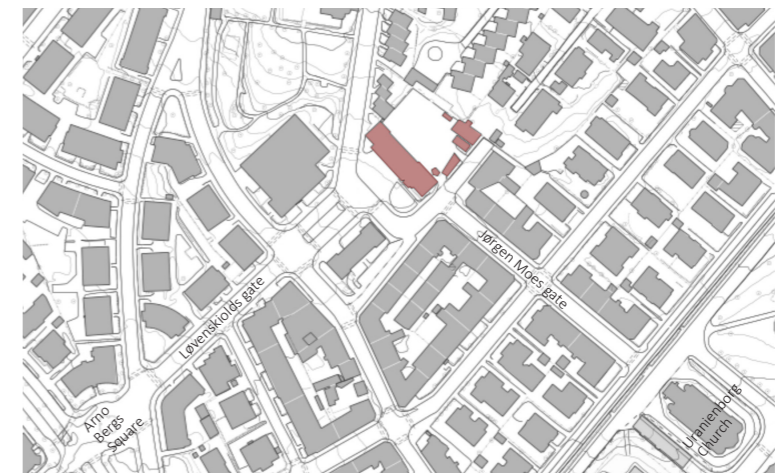 Jørgen Moes gate
Løvenskiolds gate
Arno
Bergs
Square
Uranienborg
Church